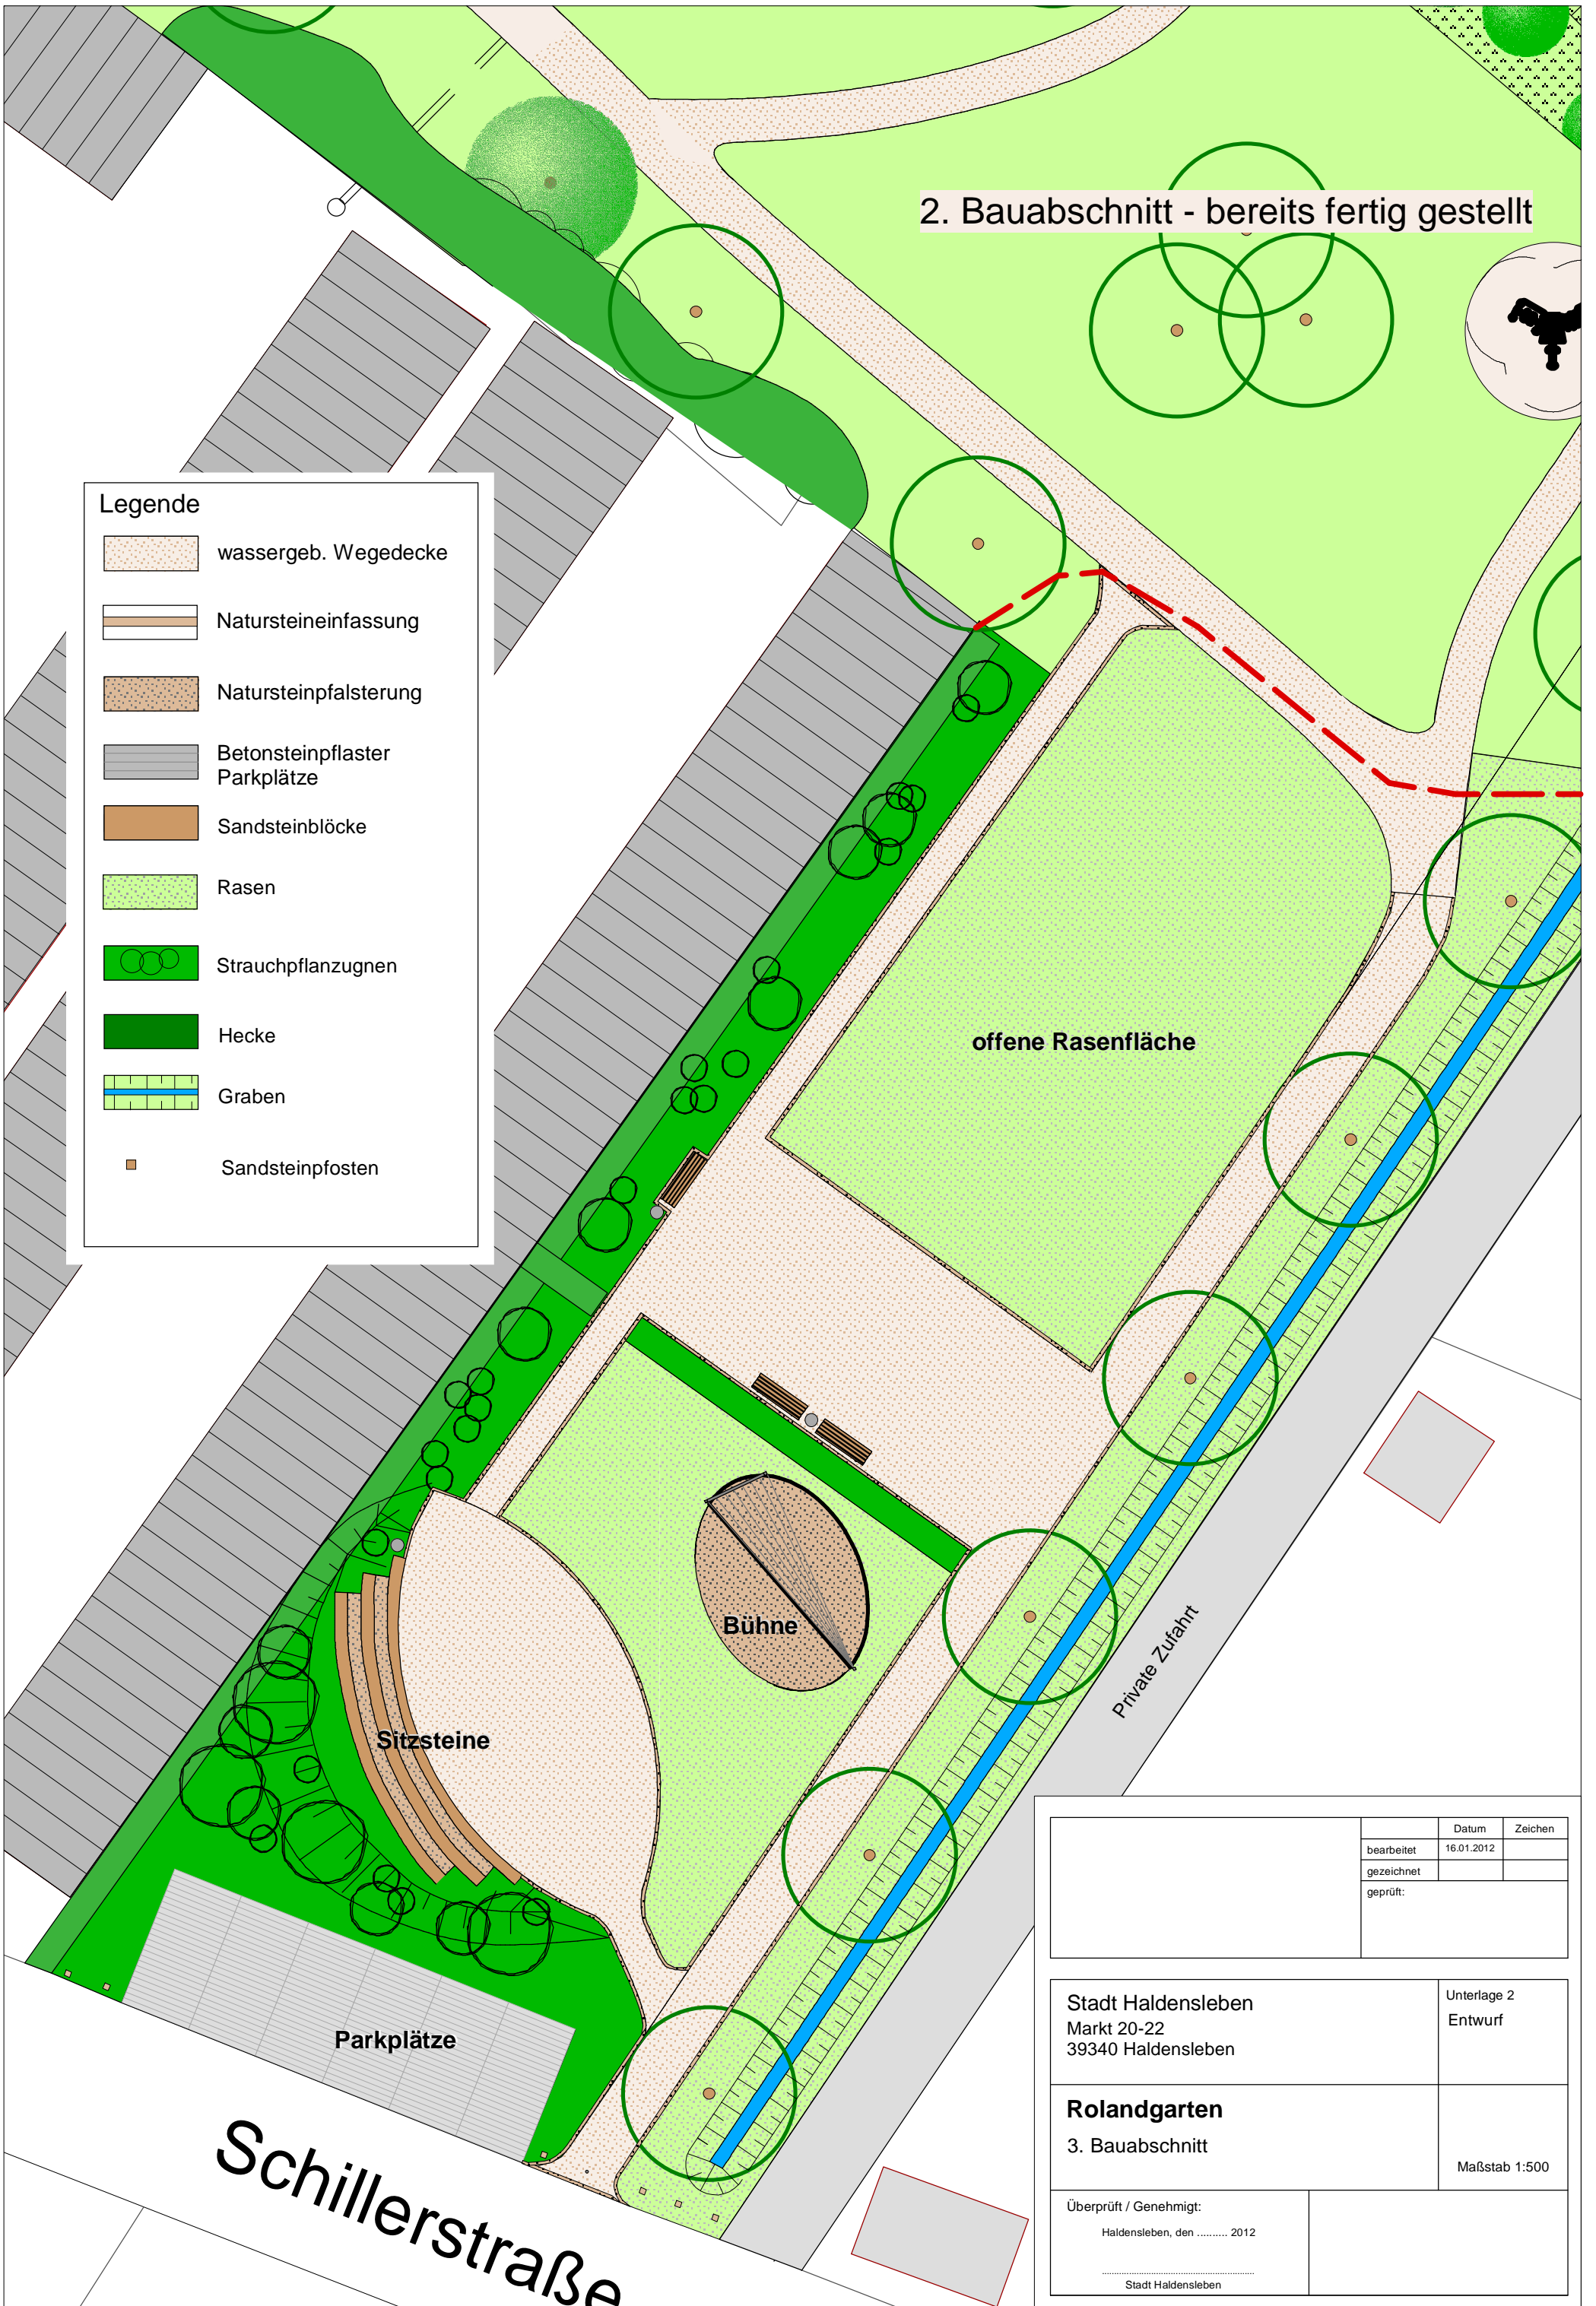 2. Bauabschnitt - bereits fertig gestellt
Legende
wassergeb. Wegedecke
Natursteineinfassung
Natursteinpfalsterung
Betonsteinpflaster
Parkplätze
Sandsteinblöcke
Rasen
Strauchpflanzugnen
Hecke
Graben
Sandsteinpfosten
offene Rasenfläche
Bühne
Sitzsteine
Private Zufahrt
Parkplätze
Schillerstraße
Datum Zeichen
bearbeitet 16.01.2012
gezeichnet
geprüft:
Stadt Haldensleben
Markt 20-22
39340 Haldensleben
Unterlage 2
Entwurf
Rolandgarten
3. Bauabschnitt
Maßstab 1:500
Überprüft / Genehmigt:
Haldensleben, den .......... 2012
Stadt Haldensleben